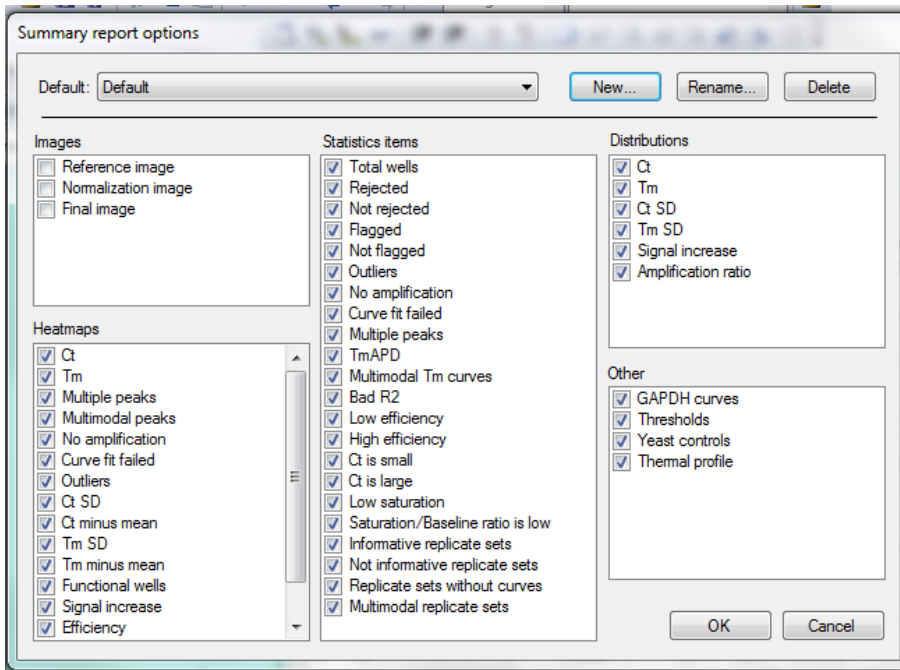 Summary report options
Default: Default New... Rename... Delete
Images
Reference image
Normalization image
Final image
Heatmaps
Ct
Tm
Multiple peaks
Multimodal peaks
No amplification
Curve fit failed
Outliers
Ct SD
Ct minus mean
Tm SD
Tm minus mean
Functional wells
Signal increase
Efficiency
Statistics items
Total wells
Rejected
Not rejected
Flagged
Not flagged
Outliers
No amplification
Curve fit failed
Multiple peaks
TmAPD
Multimodal Tm curves
Bad R2
Low efficiency
High efficiency
Ct is small
Ct is large
Low saturation
Saturation/Baseline ratio is low
Informative replicate sets
Not informative replicate sets
Replicate sets without curves
Multimodal replicate sets
Distributions
Ct
Tm
Ct SD
Tm SD
Signal increase
Amplification ratio
Other
GAPDH curves
Thresholds
Yeast controls
Thermal profile
OK Cancel